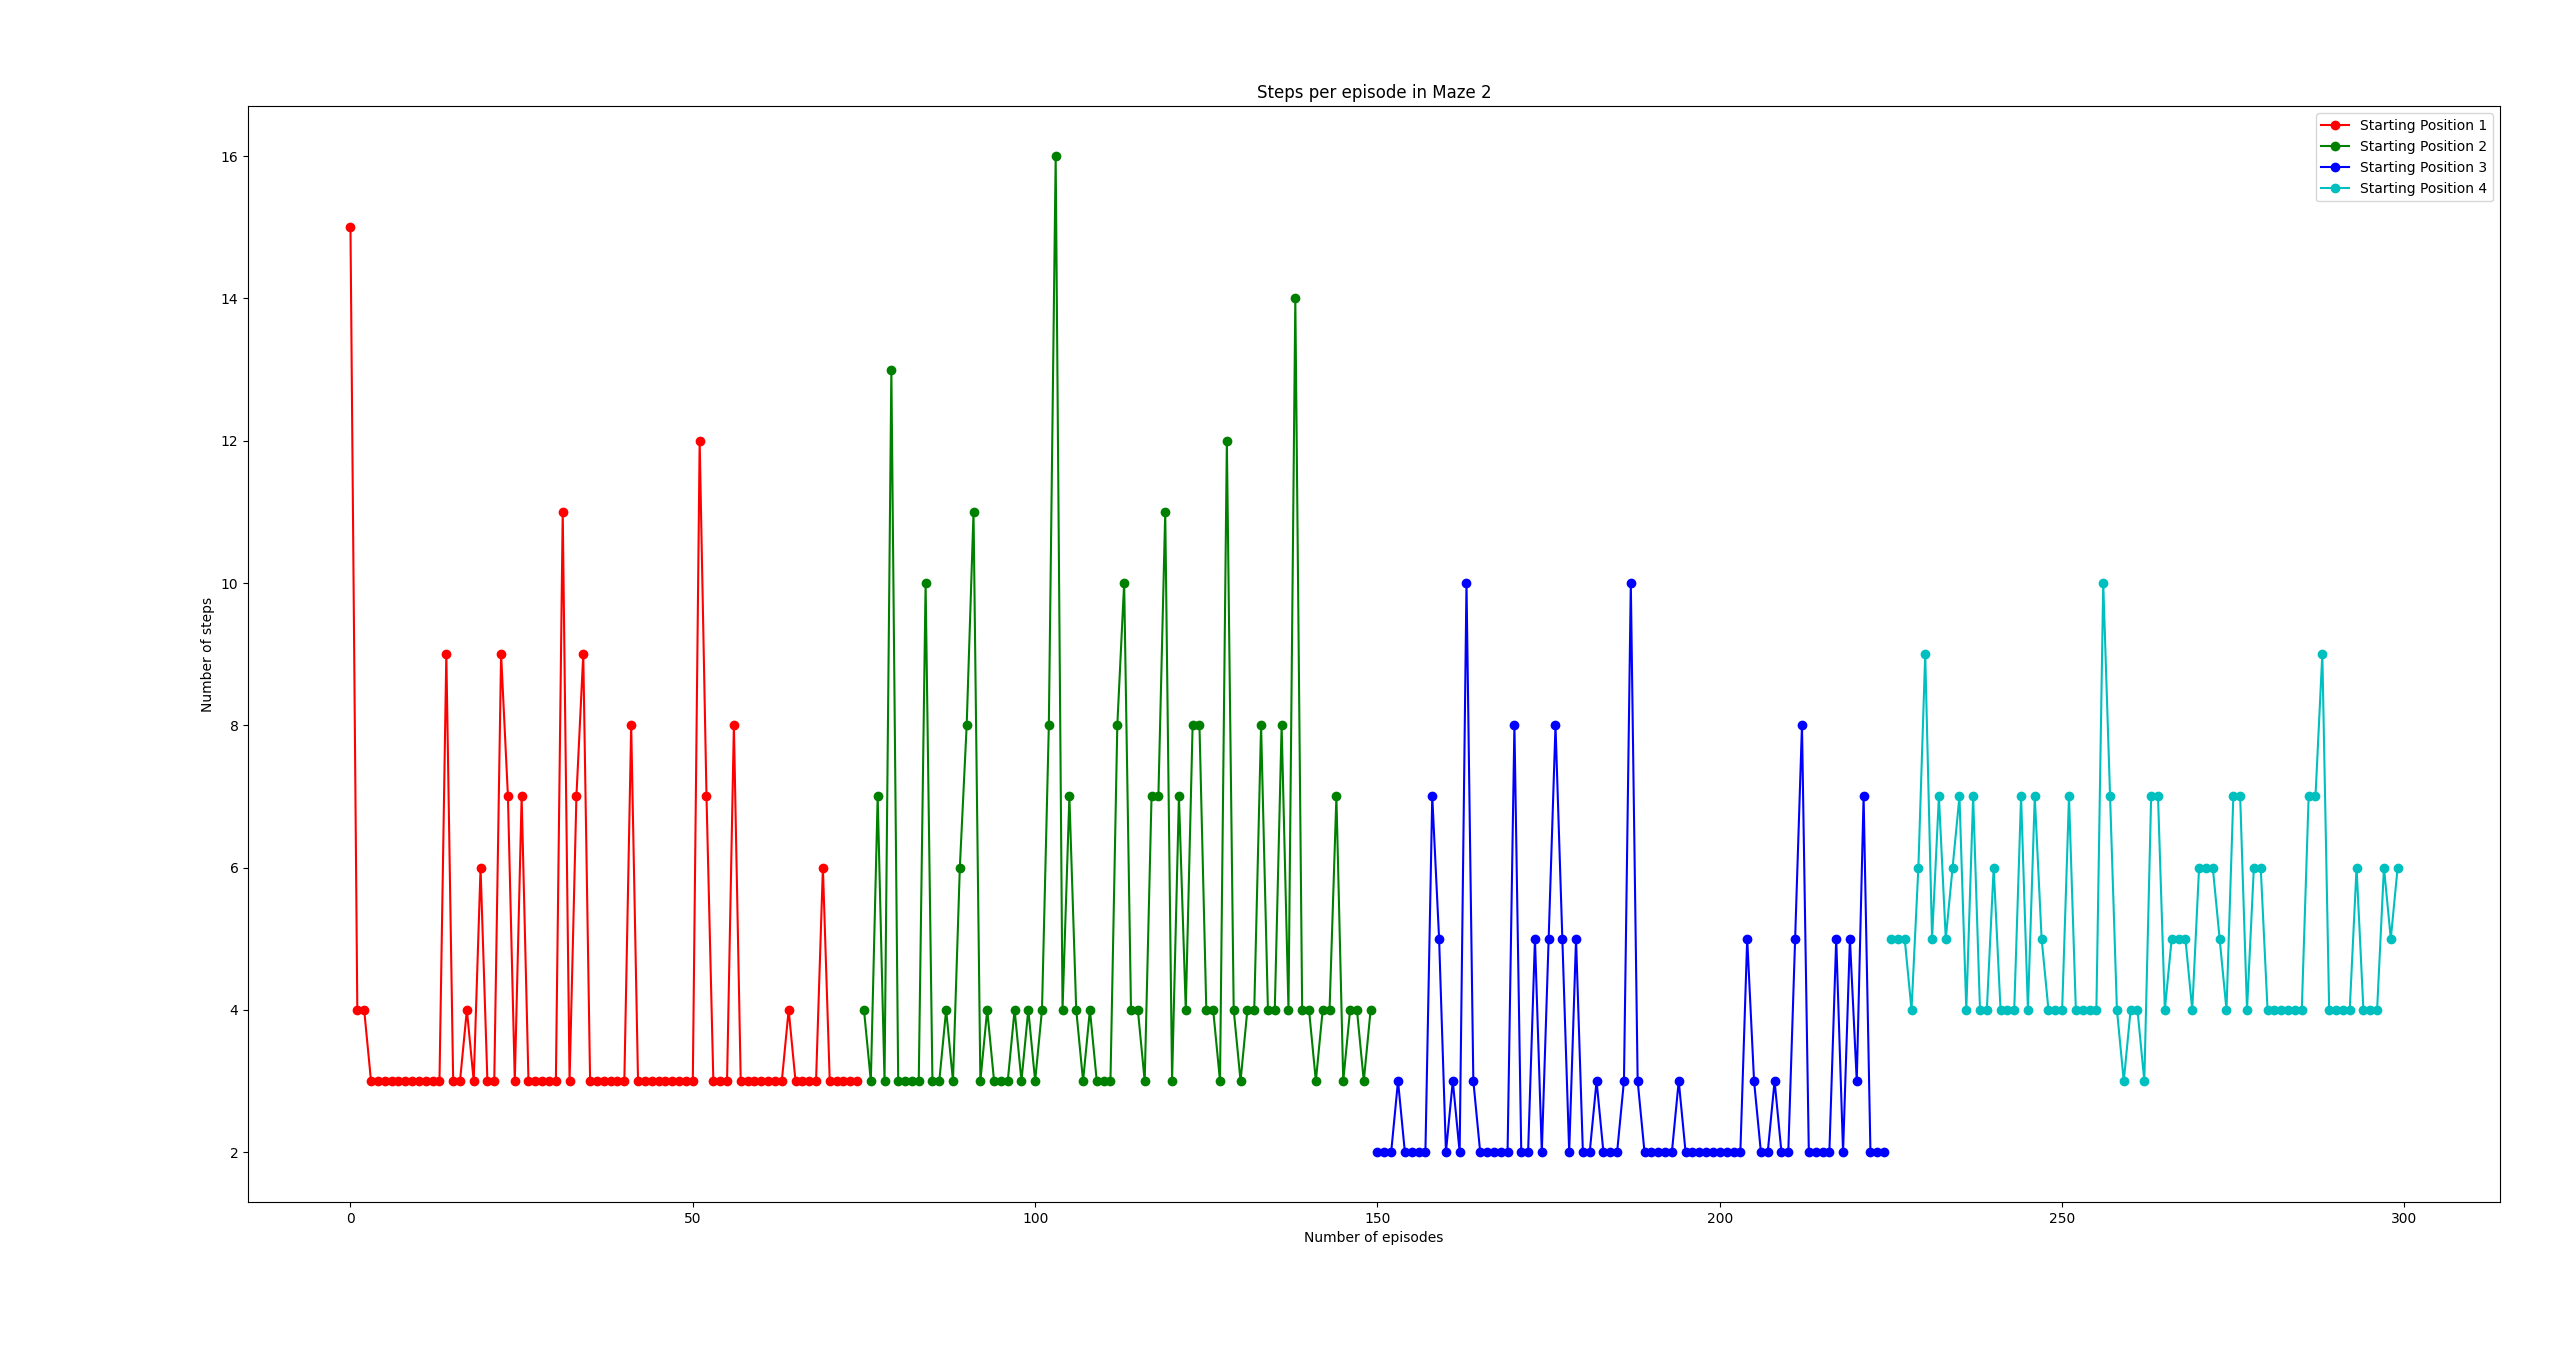 Steps per episode in Maze 2
Starting Position 1
Starting Position 2
Starting Position 3
Starting Position 4
16
14
12
10
8
6
4
2
Number of steps
0
50
100
150
200
250
300
Number of episodes